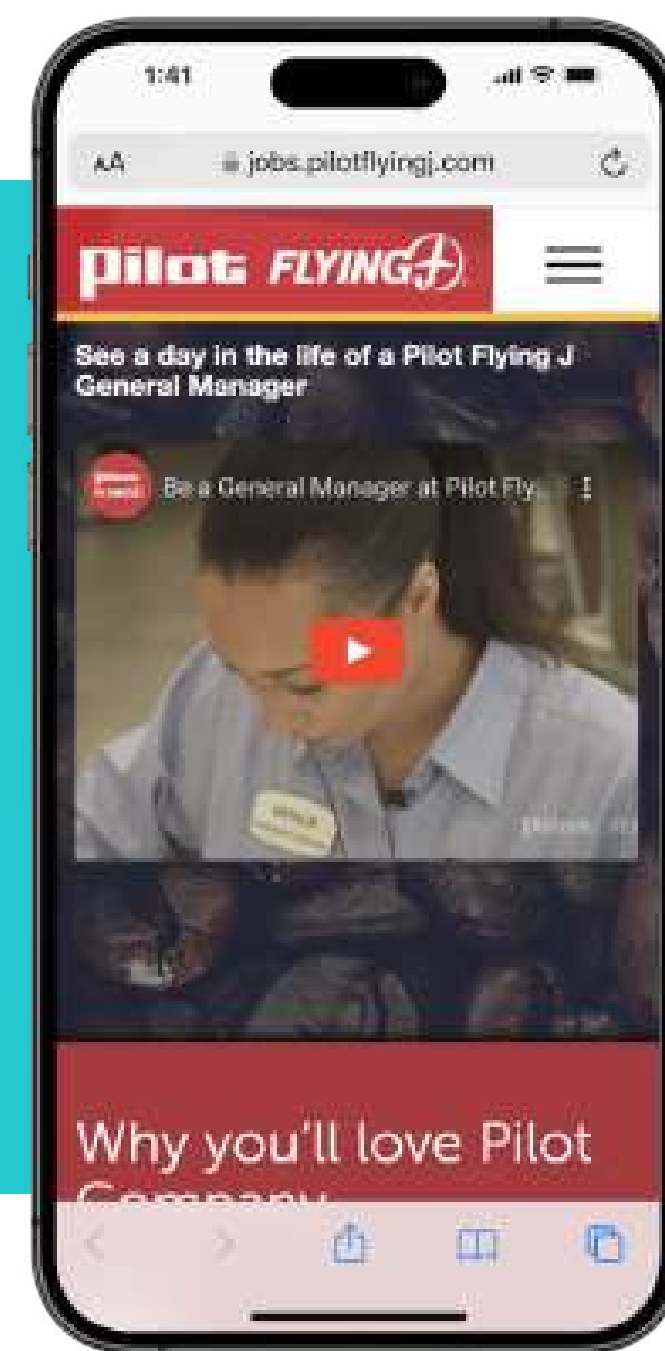 1:41
AA jobs.pilotflyingj.com
Pilot FLYING J
See a day in the life of a Pilot Flying J
General Manager
Be a General Manager at Pilot Fly...
Why you'll love Pilot
Company